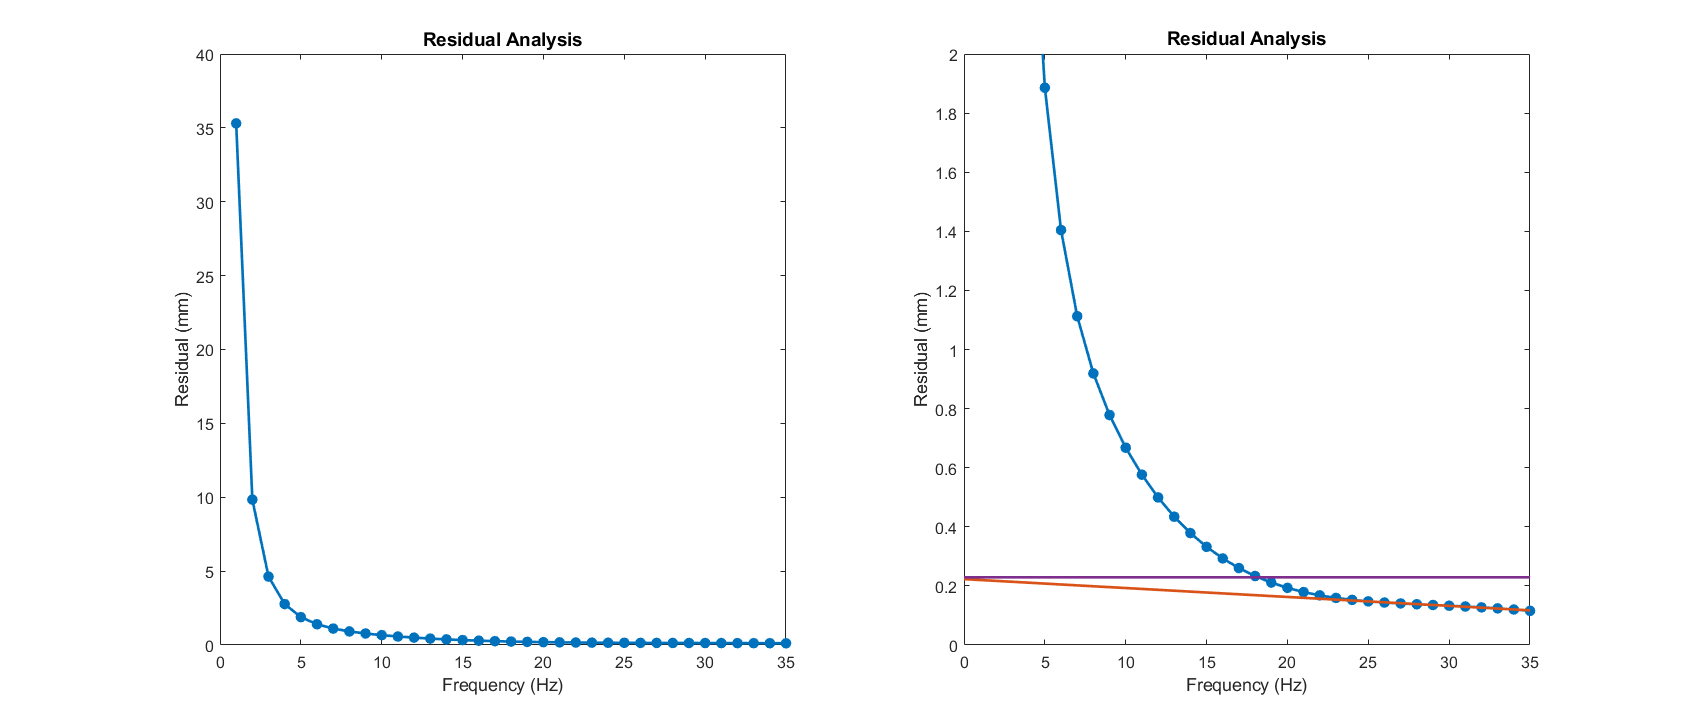 Residual Analysis
40
35
30
25
20
15
10
5
0
Residual (mm)
0 5 10 15 20 25 30 35
Frequency (Hz)
Residual Analysis
2
1.8
1.6
1.4
1.2
1
0.8
0.6
0.4
0.2
0
Residual (mm)
0 5 10 15 20 25 30 35
Frequency (Hz)